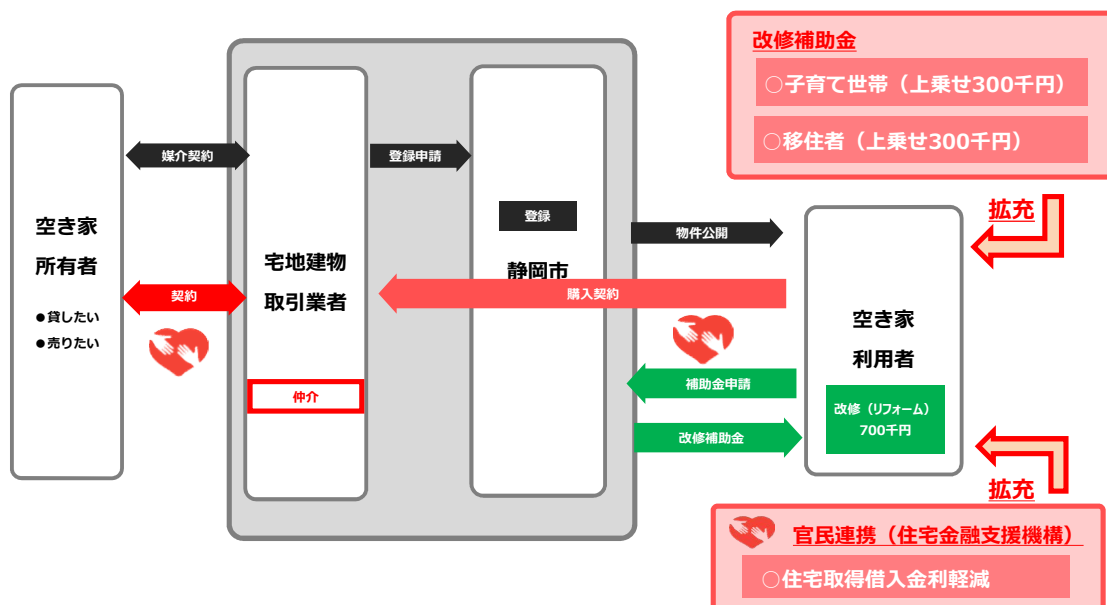 改修補助金
○子育て世帯（上乗せ300千円）
○移住者（上乗せ300千円）
拡充
空き家
所有者
●貸したい
●売りたい
媒介契約
契約
宅地建物
取引業者
仲介
登録申請
登録
静岡市
物件公開
購入契約
補助金申請
改修補助金
空き家
利用者
改修（リフォーム）
700千円
拡充
官民連携（住宅金融支援機構）
○住宅取得借入金利軽減